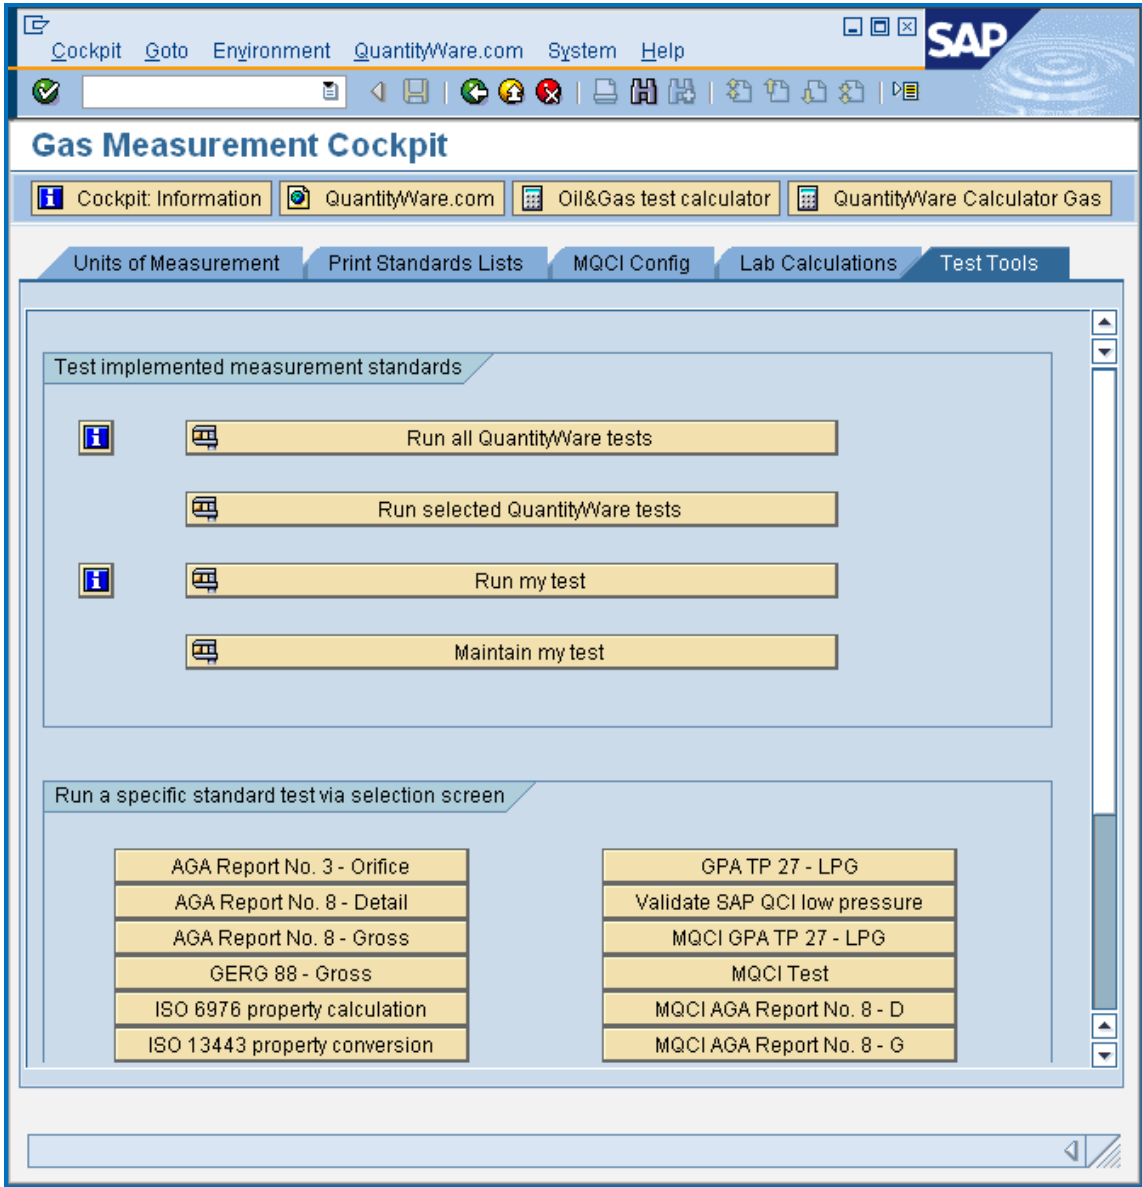 Cockpit Goto Environment QuantityWare.com System Help
SAP
Gas Measurement Cockpit
Cockpit: Information QuantityWare.com Oil&Gas test calculator QuantityWare Calculator Gas
Units of Measurement Print Standards Lists MQCI Config Lab Calculations Test Tools
Test implemented measurement standards
Run all QuantityWare tests
Run selected QuantityWare tests
Run my test
Maintain my test
Run a specific standard test via selection screen
AGA Report No. 3 - Orifice GPA TP 27 - LPG
AGA Report No. 8 - Detail Validate SAP QCI low pressure
AGA Report No. 8 - Gross MQCI GPA TP 27 - LPG
GERG 88 - Gross MQCI Test
ISO 6976 property calculation MQCI AGA Report No. 8 - D
ISO 13443 property conversion MQCI AGA Report No. 8 - G